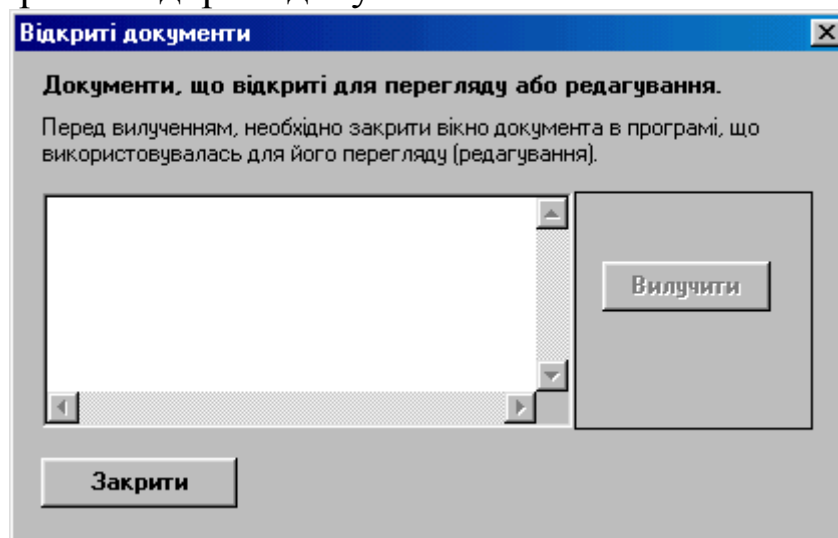 Відкриті документи
Документи, що відкриті для перегляду або редагування.
Перед вилученням, необхідно закрити вікно документа в програмі, що
використовувалась для його перегляду (редагування).
Вилучити
Закрити